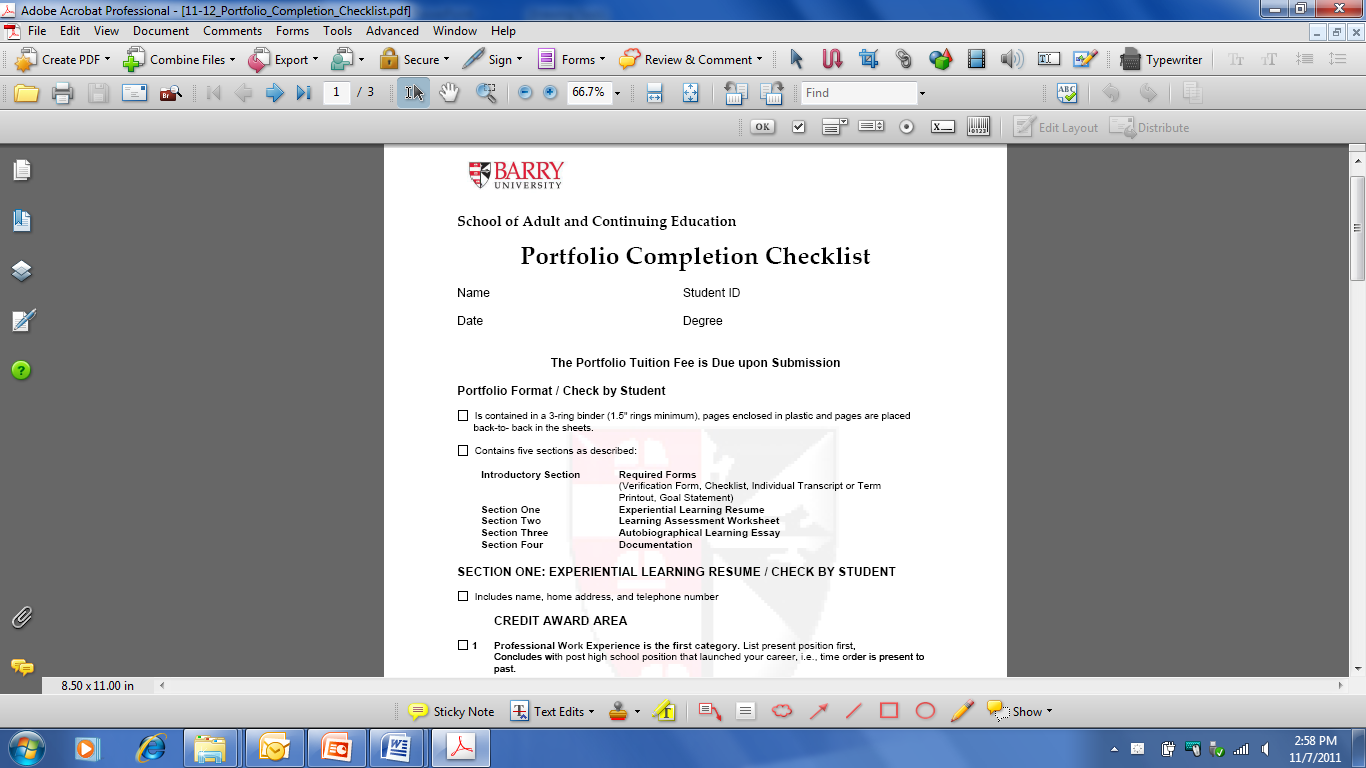 Adobe Acrobat Professional - [11-12_Portfolio_Completion_Checklist.pdf]
File Edit View Document Comments Forms Tools Advanced Window Help
Create PDF Combine Files Export Secure Sign Forms Review & Comment Typewriter
1 / 3 66.7% Find
OK Edit Layout Distribute
BARRY
UNIVERSITY
School of Adult and Continuing Education
Portfolio Completion Checklist
Name Student ID
Date Degree
The Portfolio Tuition Fee is Due upon Submission
Portfolio Format / Check by Student
Is contained in a 3-ring binder (1.5" rings minimum), pages enclosed in plastic and pages are placed
back-to- back in the sheets.
Contains five sections as described:
Introductory Section Required Forms
(Verification Form, Checklist, Individual Transcript or Term
Printout, Goal Statement)
Section One Experiential Learning Resume
Section Two Learning Assessment Worksheet
Section Three Autobiographical Learning Essay
Section Four Documentation
SECTION ONE: EXPERIENTIAL LEARNING RESUME / CHECK BY STUDENT
Includes name, home address, and telephone number
CREDIT AWARD AREA
1 Professional Work Experience is the first category. List present position first,
Concludes with post high school position that launched your career, i.e., time order is present to
past.
8.50 x 11.00 in
Sticky Note Text Edits Show
2:58 PM
11/7/2011